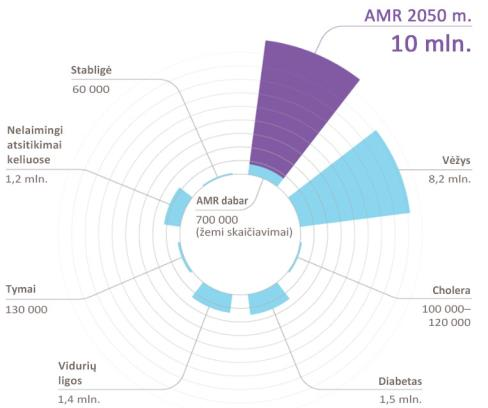 AMR 2050 m.
10 mln.
Stabligė
60 000
Nelaimingi
atsitikimai
keliuose
1,2 mln.
Vėžys
8,2 mln.
AMR dabar
700 000
(žemi skaičiavimai)
Tymai
130 000
Cholera
100 000–
120 000
Vidurių
ligos
1,4 mln.
Diabetas
1,5 mln.